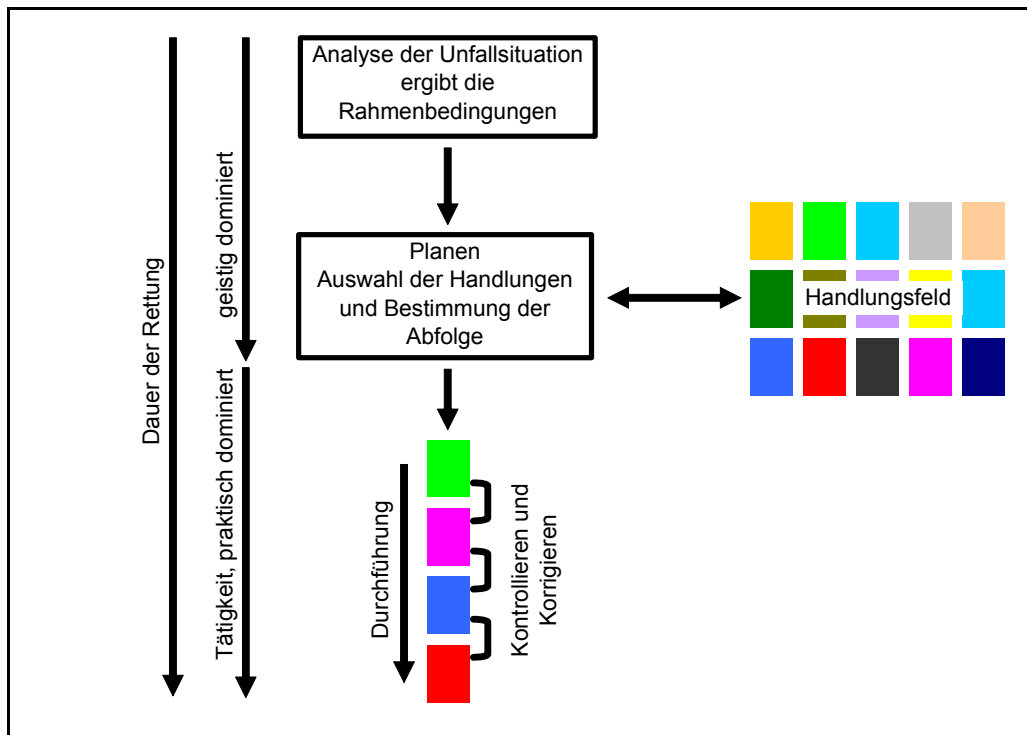 Analyse der Unfallsituation
ergibt die
Rahmenbedingungen
Planen
Auswahl der Handlungen
und Bestimmung der
Abfolge
Handlungsfeld
Dauer der Rettung
geistig dominiert
Tätigkeit, praktisch dominiert
Durchführung
Kontrollieren und
Korrigieren